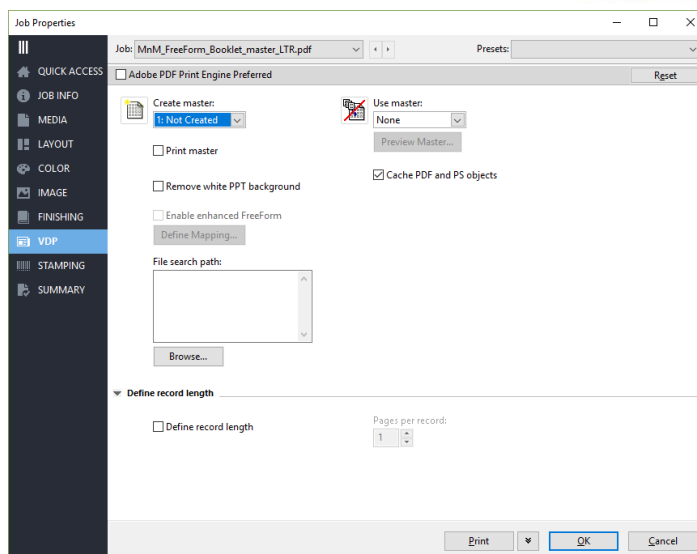 Job Properties
Job: MnM_FreeForm_Booklet_master_LTR.pdf Presets:
QUICK ACCESS
JOB INFO
MEDIA
LAYOUT
COLOR
IMAGE
FINISHING
VDP
STAMPING
SUMMARY
Adobe PDF Print Engine Preferred Reset
Create master: Use master:
1: Not Created None
Preview Master...
Print master
Cache PDF and PS objects
Remove white PPT background
Enable enhanced FreeForm
Define Mapping...
File search path:
Browse...
Define record length
Define record length Pages per record:
1
Print OK Cancel